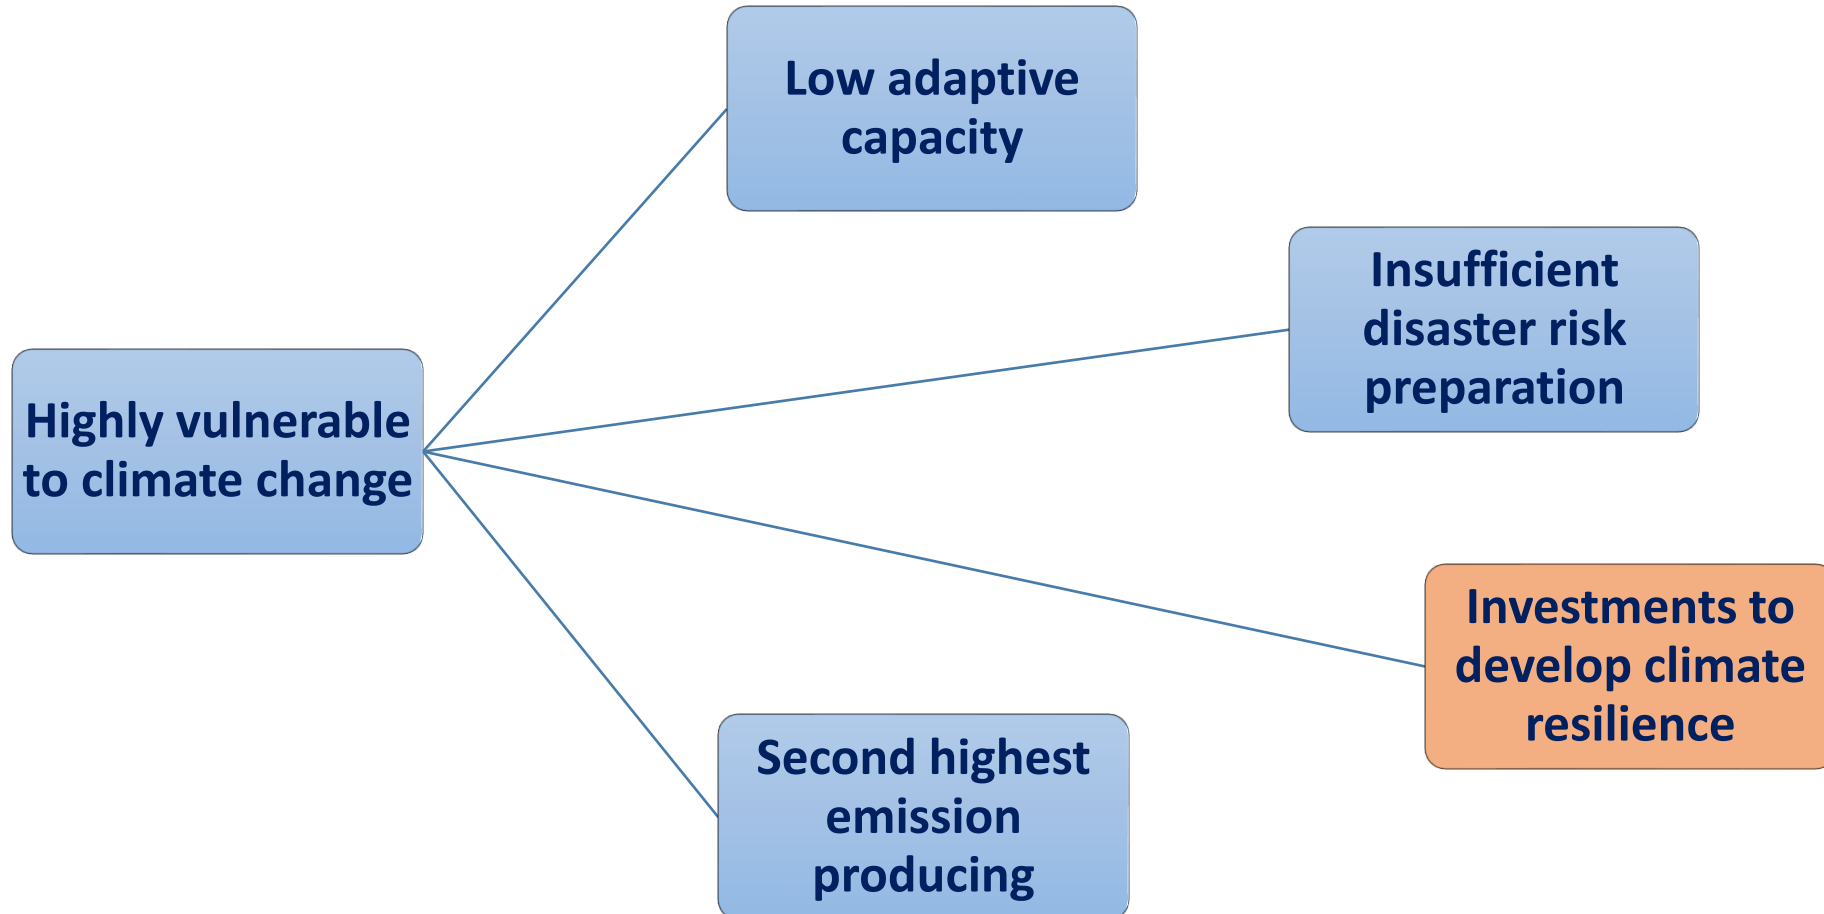 Low adaptive
capacity
Insufficient
disaster risk
preparation
Highly vulnerable
to climate change
Investments to
develop climate
resilience
Second highest
emission
producing